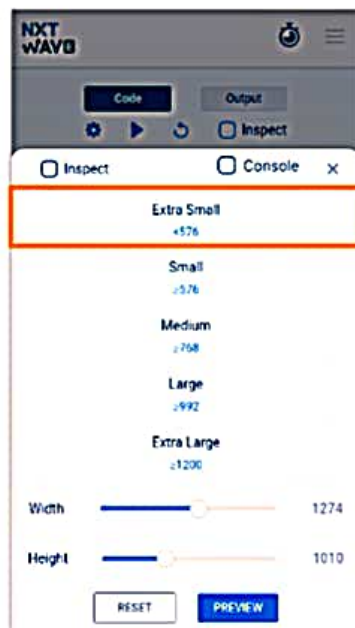 NXT
WAVE
Code Output
Inspect
Inspect Console ×
Extra Small
<576
Small
≥576
Medium
≥768
Large
≥992
Extra Large
≥1200
Width 1274
Height 1010
RESET PREVIEW